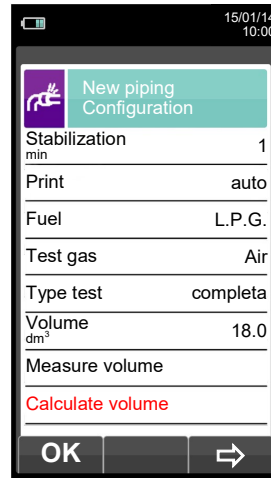 15/01/14
10:00
New piping
Configuration
Stabilization 1
min
Print auto
Fuel L.P.G.
Test gas Air
Type test completa
Volume 18.0
dm³
Measure volume
Calculate volume
OK